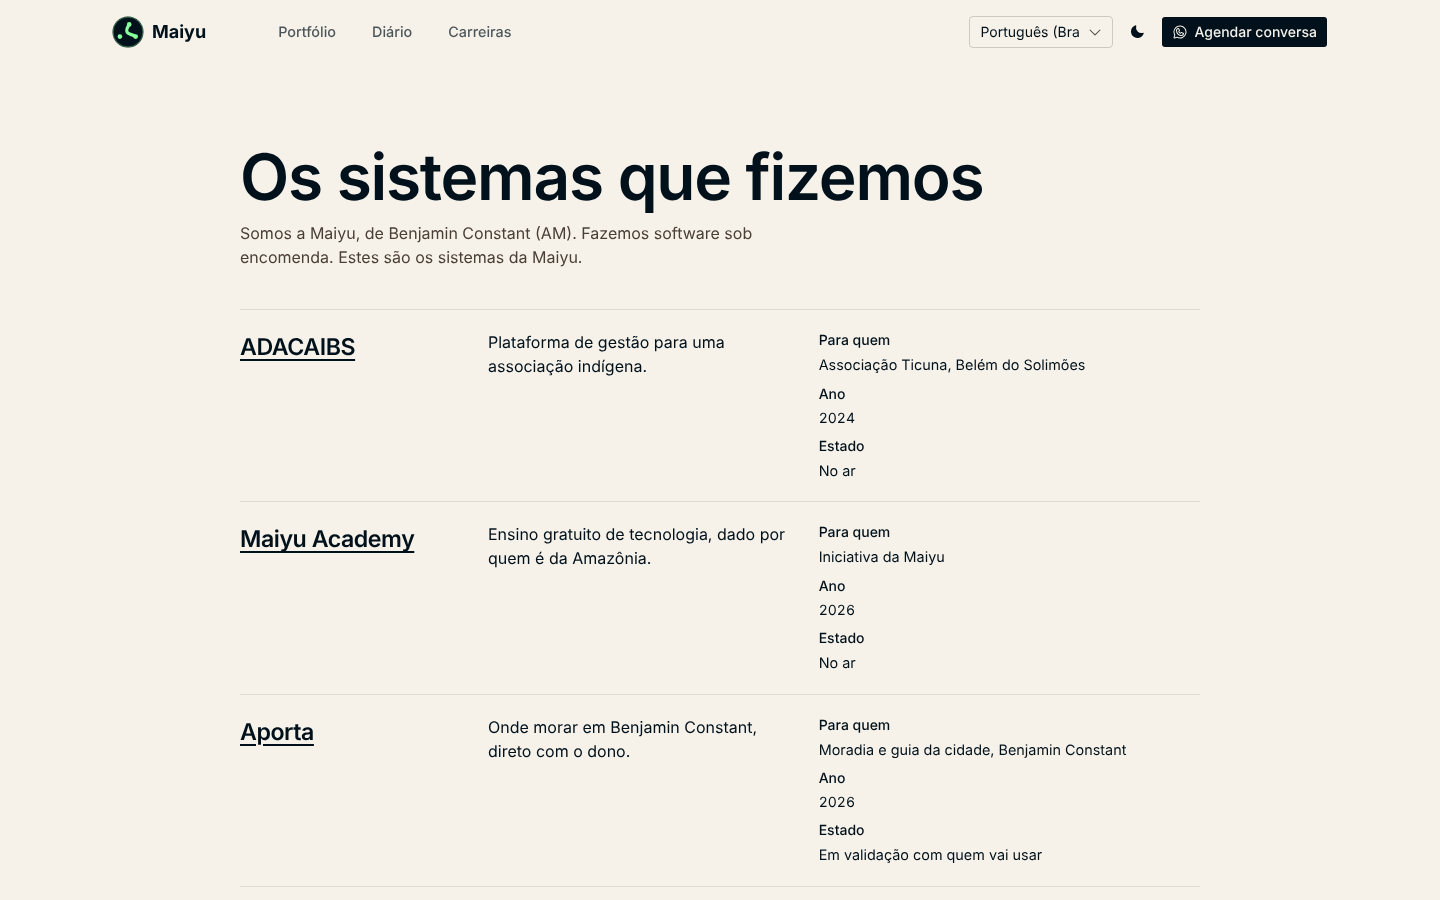 Maiyu
Portfólio
Diário
Carreiras
Português (Bra
Agendar conversa
Os sistemas que fizemos
Somos a Maiyu, de Benjamin Constant (AM). Fazemos software sob
encomenda. Estes são os sistemas da Maiyu.
ADACAIBS
Plataforma de gestão para uma
associação indígena.
Para quem
Associação Ticuna, Belém do Solimões
Ano
2024
Estado
No ar
Maiyu Academy
Ensino gratuito de tecnologia, dado por
quem é da Amazônia.
Para quem
Iniciativa da Maiyu
Ano
2026
Estado
No ar
Aporta
Onde morar em Benjamin Constant,
direto com o dono.
Para quem
Moradia e guia da cidade, Benjamin Constant
Ano
2026
Estado
Em validação com quem vai usar